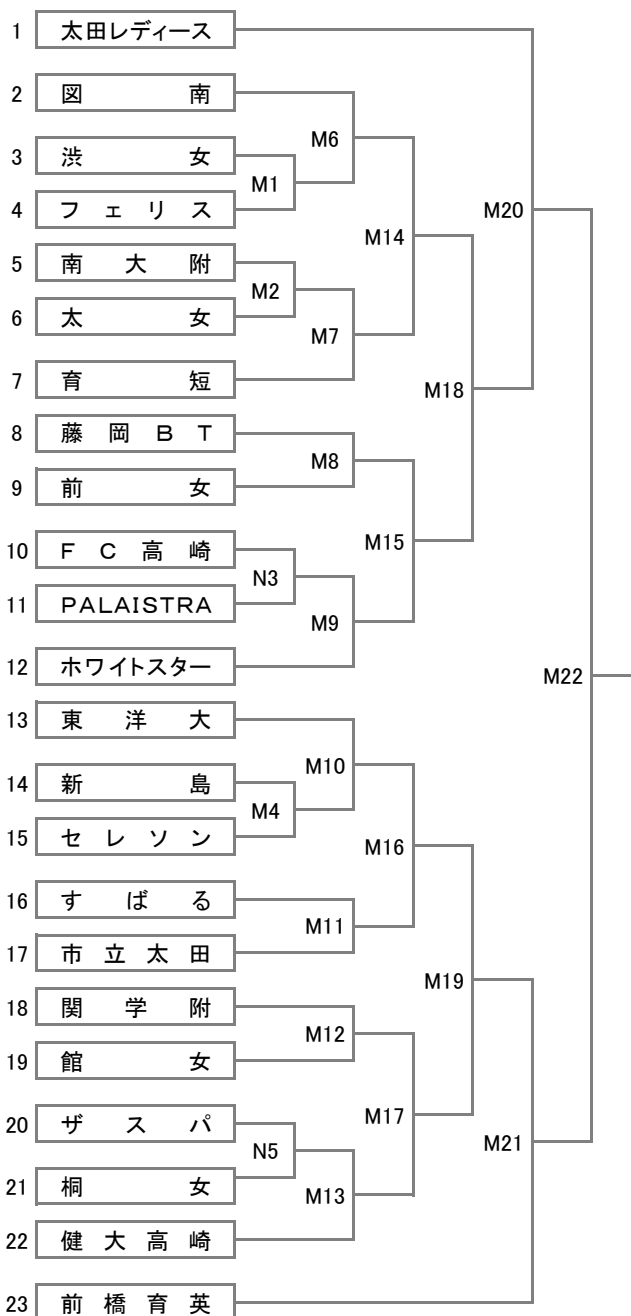 1 太田レディース
2 図南
M6
3 渋女
M1
4 フェリス
M20
M14
5 南大附
M2
6 太女
M7
7 育短
M18
8 藤岡BT
M8
9 前女
M15
10 FC高崎
N3
11 PALAISTRA
M9
12 ホワイトスター
M22
13 東洋大
M10
14 新島
M4
15 セレソン
M16
16 すばる
M11
17 市立太田
M19
18 関学附
M12
19 館女
M17
20 ザスパ
N5
M21
21 桐女
M13
22 健大高崎
23 前橋育英